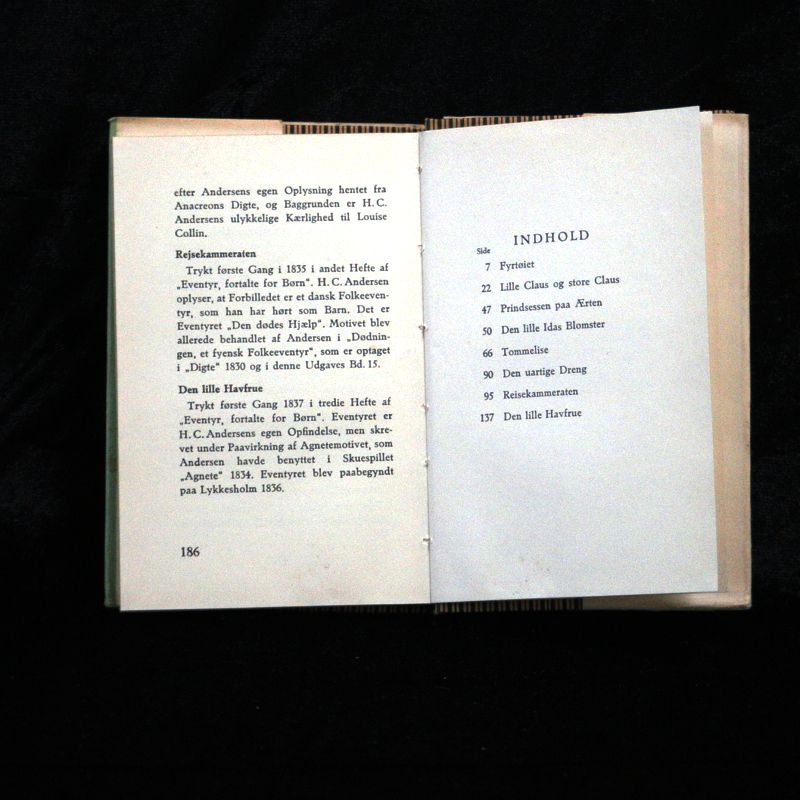 efter Andersens egen Oplysning hentet fra
Anacreons Digte, og Baggrunden er H. C.
Andersens ulykkelige Kærlighed til Louise
Collin.
Rejsekammeraten
Trykt første Gang i 1835 i andet Hefte af
„Eventyr, fortalte for Børn“. H. C. Andersen
oplyser, at Forbilledet er et dansk Folkeeven-
tyr, som han har hørt som Barn. Det er
Eventyret „Den dødes Hjælp“. Motivet blev
allerede behandlet af Andersen i „Dødnin-
gen, et fyensk Folkeeventyr“, som er optaget
i „Digte“ 1830 og i denne Udgaves Bd. 15.
Den lille Havfrue
Trykt første Gang 1837 i tredie Hefte af
„Eventyr, fortalte for Børn“. Eventyret er
H. C. Andersens egen Opfindelse, men skre-
vet under Paavirkning af Agnetemotivet, som
Andersen havde benyttet i Skuespillet
„Agnete“ 1834. Eventyret blev paabegyndt
paa Lykkesholm 1836.
186
INDHOLD
Side
7 Fyrtøiet
22 Lille Claus og store Claus
47 Prindsessen paa Ærten
50 Den lille Idas Blomster
66 Tommelise
90 Den uartige Dreng
95 Reisekammeraten
137 Den lille Havfrue